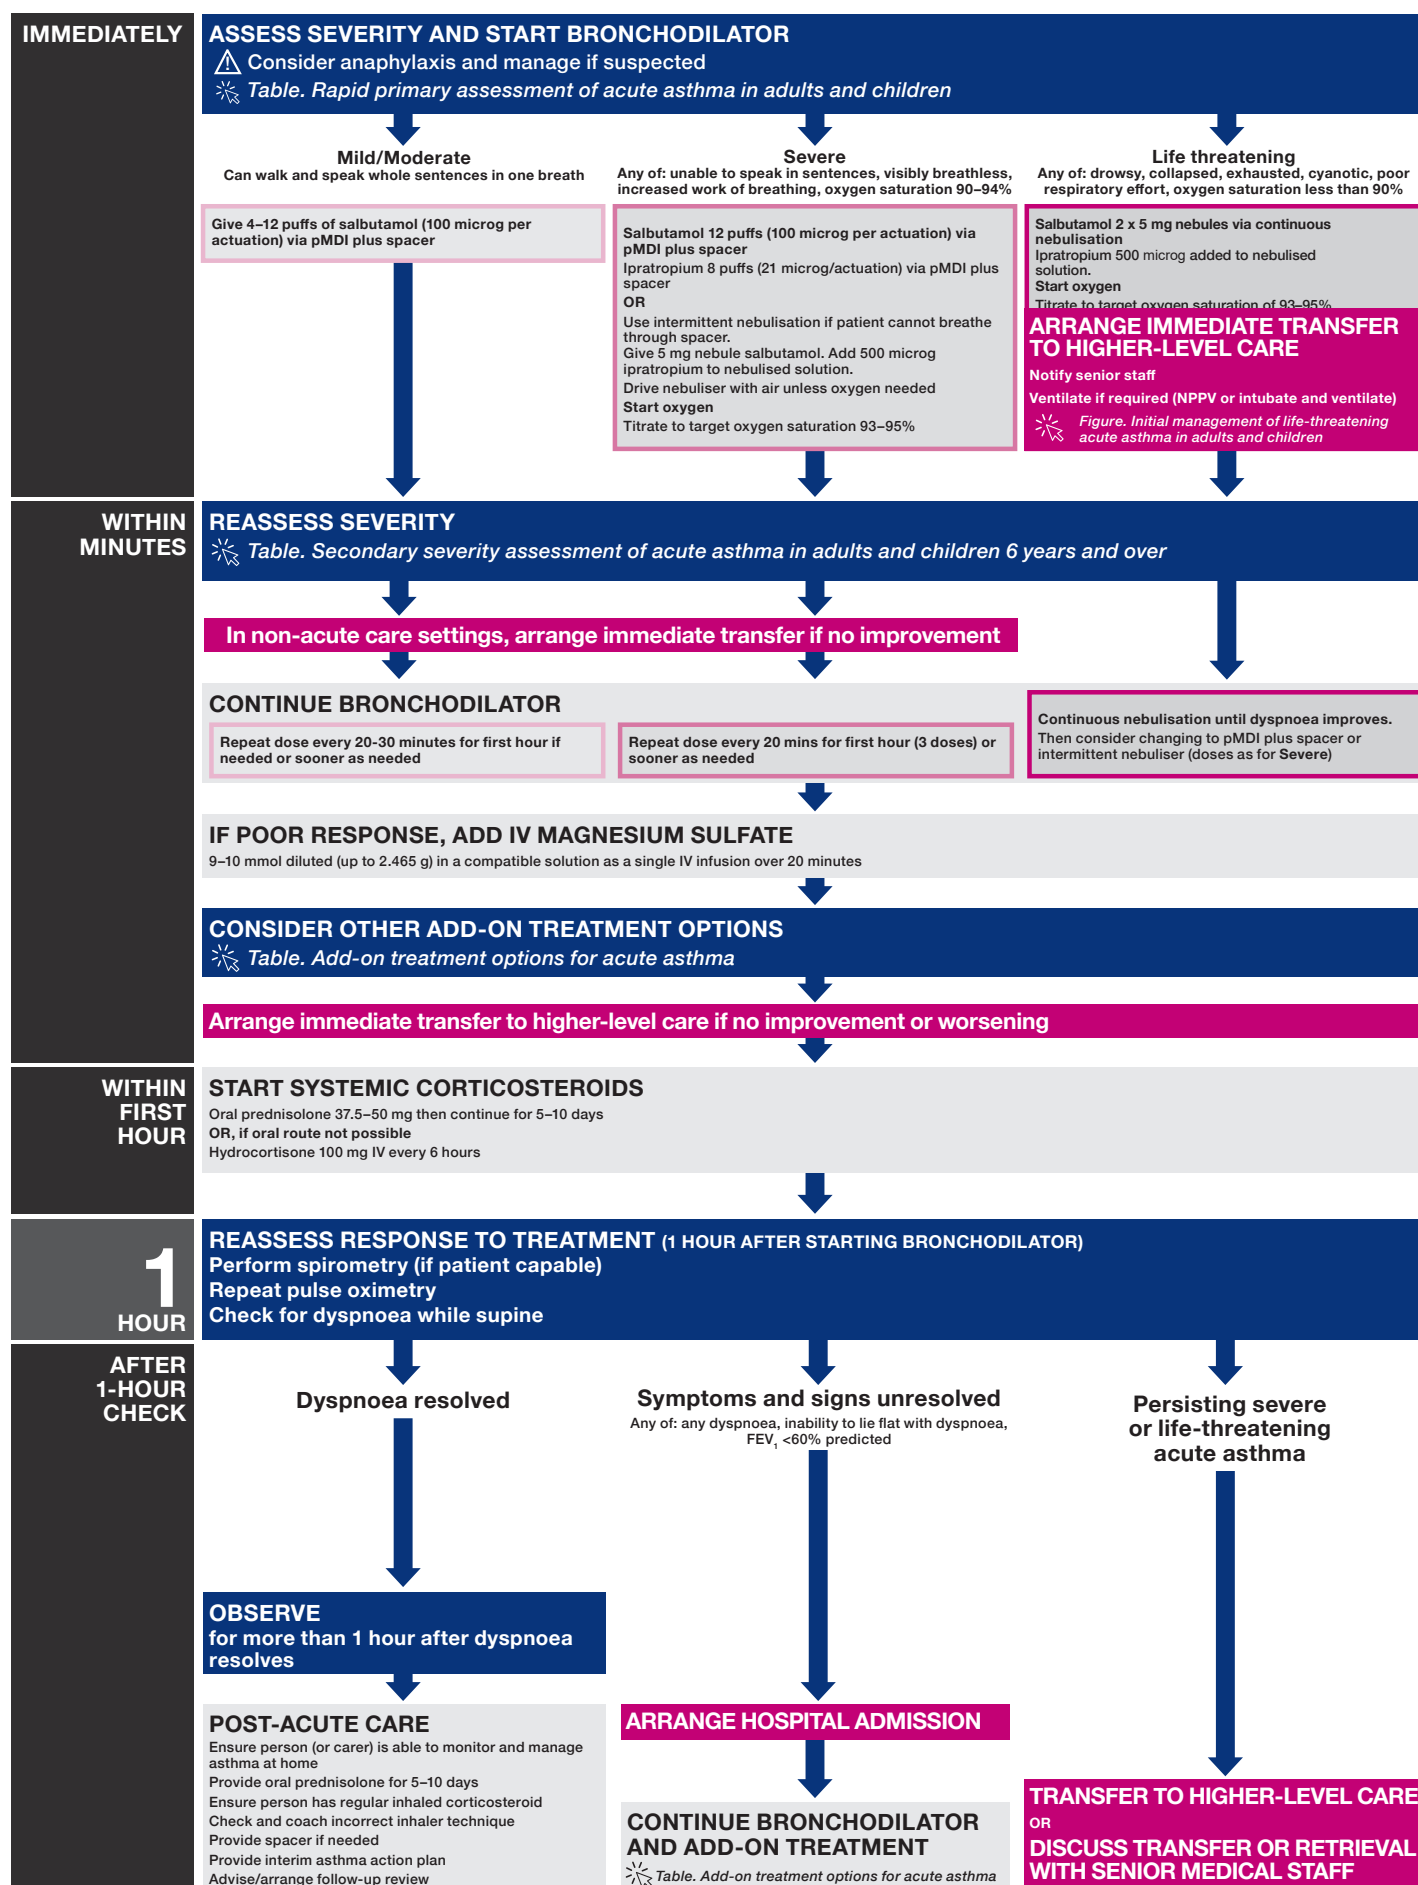 IMMEDIATELY
ASSESS SEVERITY AND START BRONCHODILATOR
Consider anaphylaxis and manage if suspected
Table. Rapid primary assessment of acute asthma in adults and children
Mild/Moderate
Can walk and speak whole sentences in one breath
Give 4–12 puffs of salbutamol (100 microg per
actuation) via pMDI plus spacer
Severe
Any of: unable to speak in sentences, visibly breathless,
increased work of breathing, oxygen saturation 90–94%
Salbutamol 12 puffs (100 microg per actuation) via
pMDI plus spacer
Ipratropium 8 puffs (21 microg/actuation) via pMDI plus
spacer
OR
Use intermittent nebulisation if patient cannot breathe
through spacer.
Give 5 mg nebule salbutamol. Add 500 microg
ipratropium to nebulised solution.
Drive nebuliser with air unless oxygen needed
Start oxygen
Titrate to target oxygen saturation 93–95%
Life threatening
Any of: drowsy, collapsed, exhausted, cyanotic, poor
respiratory effort, oxygen saturation less than 90%
Salbutamol 2 x 5 mg nebules via continuous
nebulisation
Ipratropium 500 microg added to nebulised
solution.
Start oxygen
Titrate to target oxygen saturation of 93–95%
ARRANGE IMMEDIATE TRANSFER
TO HIGHER-LEVEL CARE
Notify senior staff
Ventilate if required (NPPV or intubate and ventilate)
Figure. Initial management of life-threatening
acute asthma in adults and children
WITHIN
MINUTES
REASSESS SEVERITY
Table. Secondary severity assessment of acute asthma in adults and children 6 years and over
In non-acute care settings, arrange immediate transfer if no improvement
CONTINUE BRONCHODILATOR
Repeat dose every 20-30 minutes for first hour if
needed or sooner as needed
Repeat dose every 20 mins for first hour (3 doses) or
sooner as needed
Continuous nebulisation until dyspnoea improves.
Then consider changing to pMDI plus spacer or
intermittent nebuliser (doses as for Severe)
IF POOR RESPONSE, ADD IV MAGNESIUM SULFATE
9–10 mmol diluted (up to 2.465 g) in a compatible solution as a single IV infusion over 20 minutes
CONSIDER OTHER ADD-ON TREATMENT OPTIONS
Table. Add-on treatment options for acute asthma
Arrange immediate transfer to higher-level care if no improvement or worsening
WITHIN
FIRST
HOUR
START SYSTEMIC CORTICOSTEROIDS
Oral prednisolone 37.5–50 mg then continue for 5–10 days
OR, if oral route not possible
Hydrocortisone 100 mg IV every 6 hours
1
HOUR
REASSESS RESPONSE TO TREATMENT (1 HOUR AFTER STARTING BRONCHODILATOR)
Perform spirometry (if patient capable)
Repeat pulse oximetry
Check for dyspnoea while supine
AFTER
1-HOUR
CHECK
Dyspnoea resolved
OBSERVE
for more than 1 hour after dyspnoea
resolves
POST-ACUTE CARE
Ensure person (or carer) is able to monitor and manage
asthma at home
Provide oral prednisolone for 5–10 days
Ensure person has regular inhaled corticosteroid
Check and coach incorrect inhaler technique
Provide spacer if needed
Provide interim asthma action plan
Advise/arrange follow-up review
Symptoms and signs unresolved
Any of: any dyspnoea, inability to lie flat with dyspnoea,
FEV1 <60% predicted
ARRANGE HOSPITAL ADMISSION
CONTINUE BRONCHODILATOR
AND ADD-ON TREATMENT
Table. Add-on treatment options for acute asthma
Persisting severe
or life-threatening
acute asthma
TRANSFER TO HIGHER-LEVEL CARE
OR
DISCUSS TRANSFER OR RETRIEVAL
WITH SENIOR MEDICAL STAFF